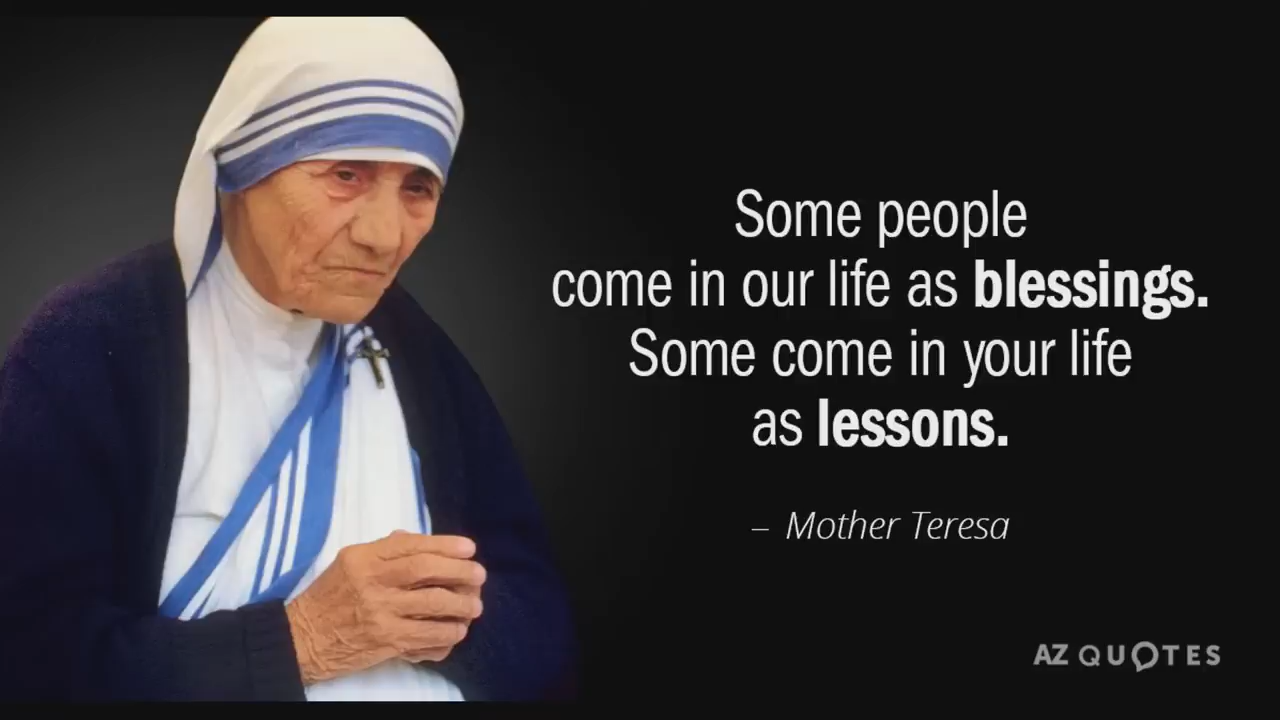 Some people
come in our life as blessings.
Some come in your life
as lessons.
– Mother Teresa
AZ QUOTES